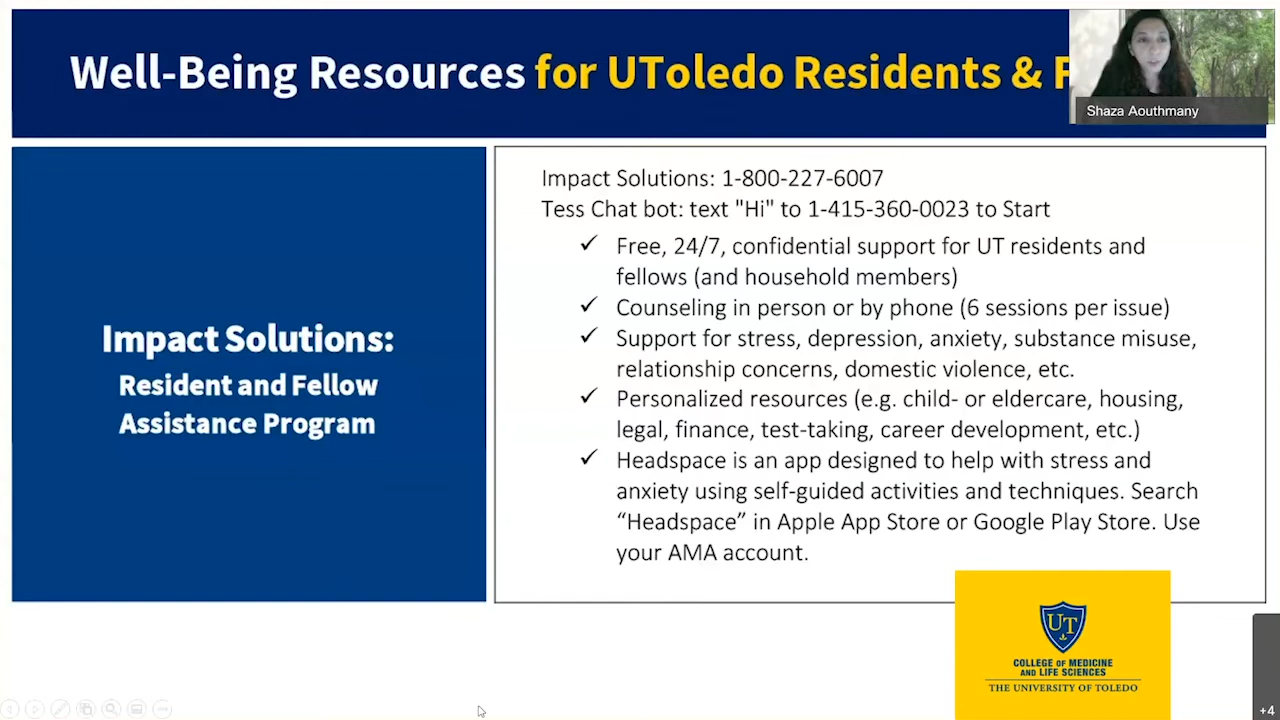 Well-Being Resources for UToledo Residents & F
Shaza Aouthmany
Impact Solutions:
Resident and Fellow
Assistance Program
Impact Solutions: 1-800-227-6007
Tess Chat bot: text "Hi" to 1-415-360-0023 to Start
✓ Free, 24/7, confidential support for UT residents and
fellows (and household members)
✓ Counseling in person or by phone (6 sessions per issue)
✓ Support for stress, depression, anxiety, substance misuse,
relationship concerns, domestic violence, etc.
✓ Personalized resources (e.g. child- or eldercare, housing,
legal, finance, test-taking, career development, etc.)
✓ Headspace is an app designed to help with stress and
anxiety using self-guided activities and techniques. Search
“Headspace” in Apple App Store or Google Play Store. Use
your AMA account.
UT
COLLEGE OF MEDICINE
AND LIFE SCIENCES
THE UNIVERSITY OF TOLEDO
+4